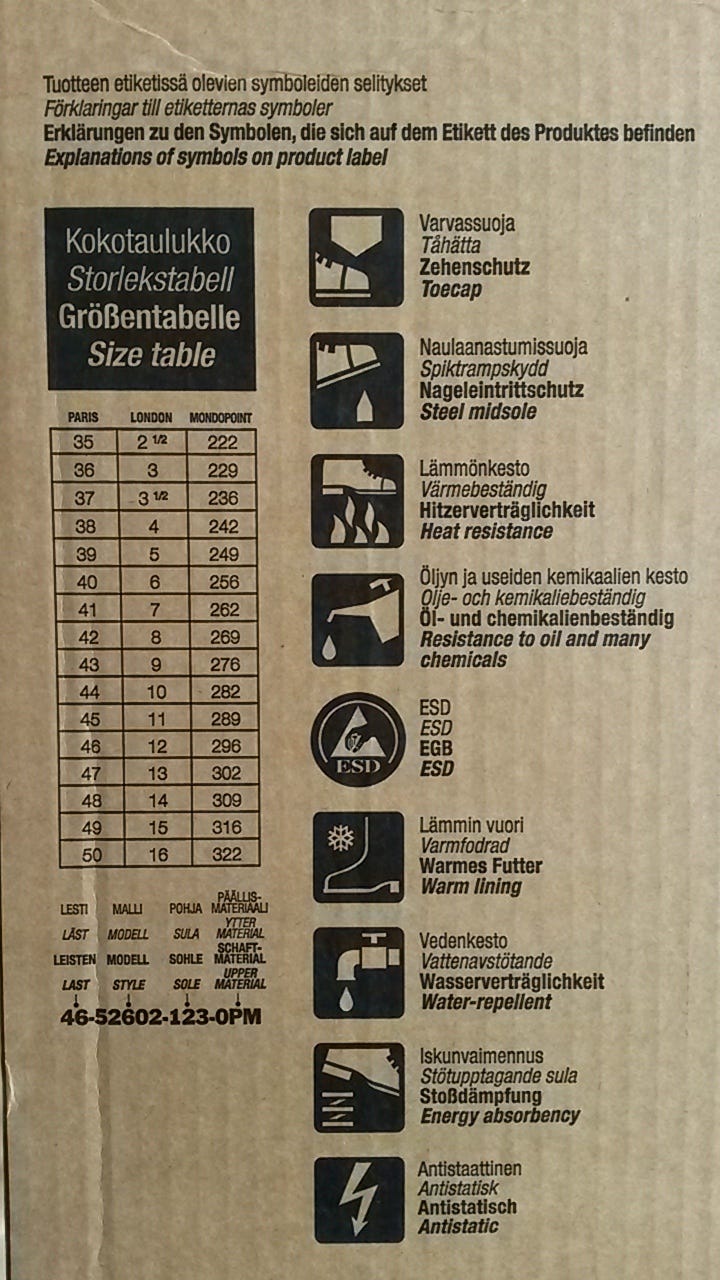 Tuotteen etiketissä olevien symboleiden selitykset
Förklaringar till etiketternas symboler
Erklärungen zu den Symbolen, die sich auf dem Etikett des Produktes befinden
Explanations of symbols on product label
Kokotaulukko
Storlekstabell
Größentabelle
Size table
PARIS LONDON MONDOPOINT
35 2 1/2 222
36 3 229
37 3 1/2 236
38 4 242
39 5 249
40 6 256
41 7 262
42 8 269
43 9 276
44 10 282
45 11 289
46 12 296
47 13 302
48 14 309
49 15 316
50 16 322
LESTI MALLI POHJA PÄÄLLIS-MATERIAALI
LÄST MODELL SULA YTTER MATERIAL
LEISTEN MODELL SOHLE SCHAFT-MATERIAL
LAST STYLE SOLE UPPER MATERIAL
46-52602-123-0PM
Varvassuoja
Tåhätta
Zehenschutz
Toecap
Naulaanastumissuoja
Spiktrampskydd
Nageleintrittschutz
Steel midsole
Lämmönkesto
Värmebeständig
Hitzerverträglichkeit
Heat resistance
Öljyn ja useiden kemikaalien kesto
Olje- och kemikaliebeständig
Öl- und chemikalienbeständig
Resistance to oil and many
chemicals
ESD
ESD
ESD
EGB
ESD
Lämmin vuori
Varmfodrad
Warmes Futter
Warm lining
Vedenkesto
Vattenavstötande
Wasserverträglichkeit
Water-repellent
Iskunvaimennus
Stötupptagande sula
Stoßdämpfung
Energy absorbency
Antistaattinen
Antistatisk
Antistatisch
Antistatic